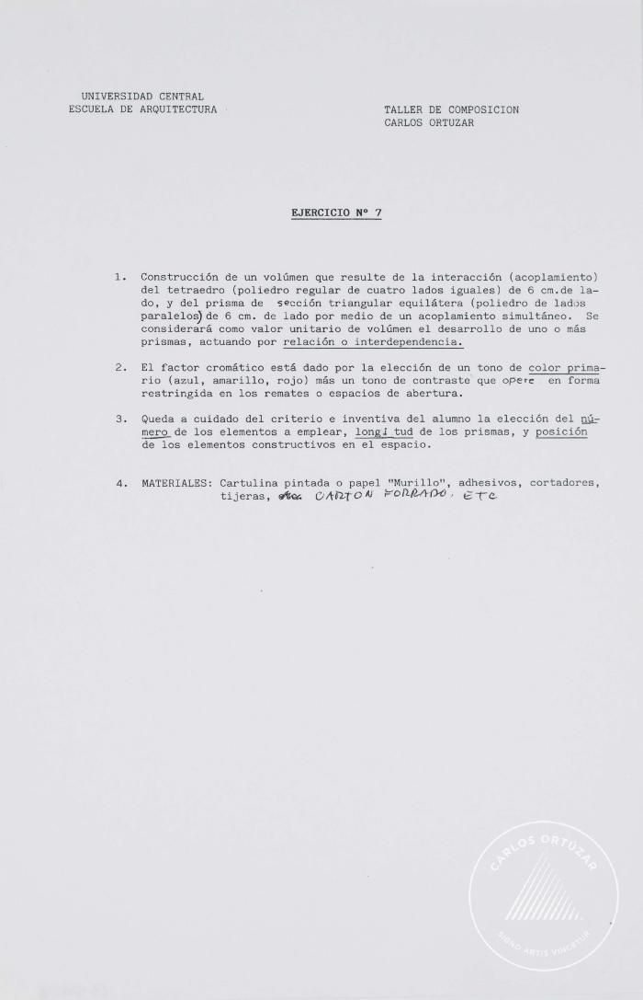 UNIVERSIDAD CENTRAL
ESCUELA DE ARQUITECTURA
TALLER DE COMPOSICION
CARLOS ORTUZAR
EJERCICIO Nº 7
1. Construcción de un volúmen que resulte de la interacción (acoplamiento)
del tetraedro (poliedro regular de cuatro lados iguales) de 6 cm.de la-
do, y del prisma de sección triangular equilátera (poliedro de lados
paralelos) de 6 cm. de lado por medio de un acoplamiento simultáneo. Se
considerará como valor unitario de volúmen el desarrollo de uno o más
prismas, actuando por relación o interdependencia.
2. El factor cromático está dado por la elección de un tono de color prima-
rio (azul, amarillo, rojo) más un tono de contraste que opere en forma
restringida en los remates o espacios de abertura.
3. Queda a cuidado del criterio e inventiva del alumno la elección del nú-
mero de los elementos a emplear, longitud de los prismas, y posición
de los elementos constructivos en el espacio.
4. MATERIALES: Cartulina pintada o papel "Murillo", adhesivos, cortadores,
tijeras, CARTON FORRADO, ETC
CARLOS ORTÚZAR
SIGNO ARTIS VINCETUR